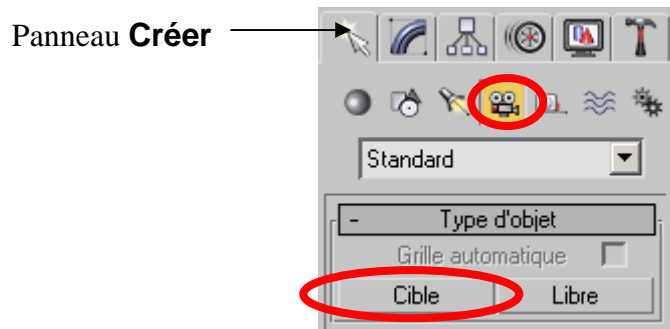 Panneau Créer
Standard
- Type d'objet
Grille automatique
Cible Libre